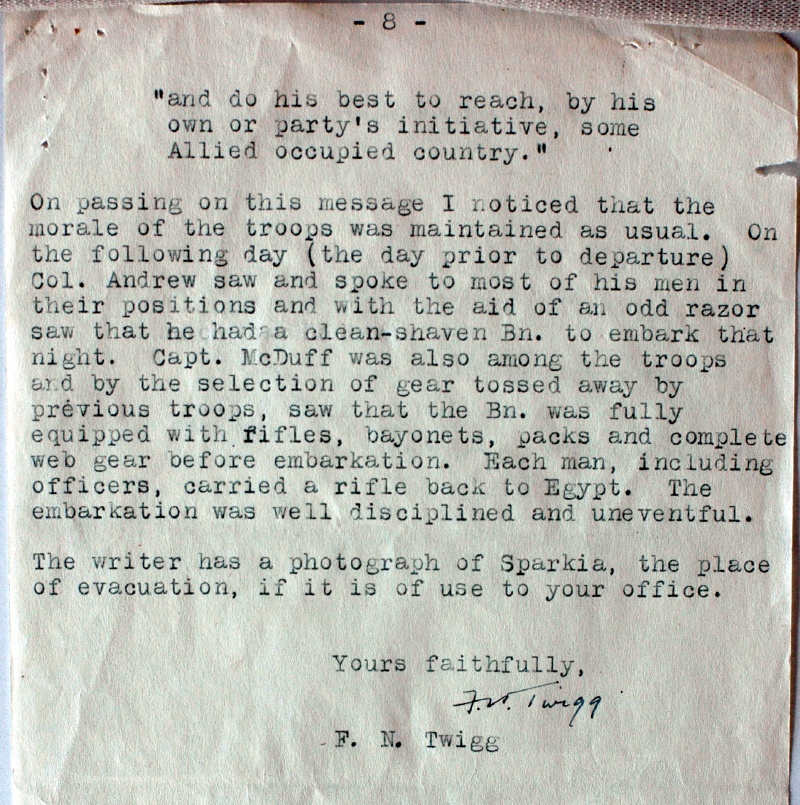 - 8 -
"and do his best to reach, by his
own or party's initiative, some
Allied occupied country."
On passing on this message I noticed that the
morale of the troops was maintained as usual. On
the following day (the day prior to departure)
Col. Andrew saw and spoke to most of his men in
their positions and with the aid of an odd razor
saw that he had a clean-shaven Bn. to embark that
night. Capt. McDuff was also among the troops
and by the selection of gear tossed away by
previous troops, saw that the Bn. was fully
equipped with rifles, bayonets, packs and complete
web gear before embarkation. Each man, including
officers, carried a rifle back to Egypt. The
embarkation was well disciplined and uneventful.
The writer has a photograph of Sparkia, the place
of evacuation, if it is of use to your office.
Yours faithfully,
F.N. Twigg
F. N. Twigg